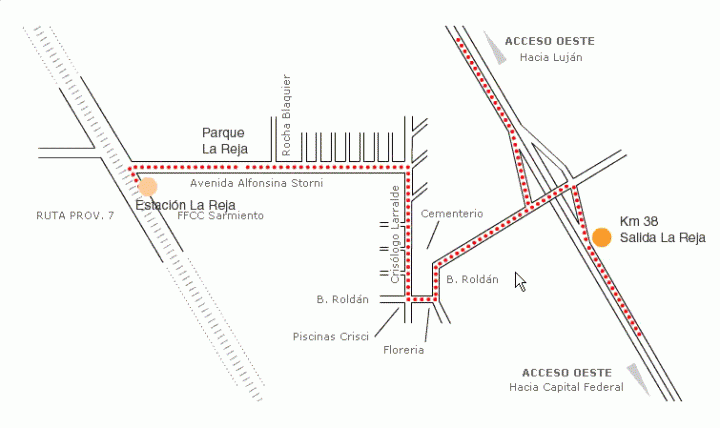 ACCESO OESTE
Hacia Luján
Rocha Blaquier
Parque
La Reja
Avenida Alfonsina Storni
Estación La Reja
RUTA PROV. 7
FFCC Sarmiento
Crisólogo Larralde
Cementerio
Km 38
Salida La Reja
B. Roldán
B. Roldán
Piscinas Crisci
Floreria
ACCESO OESTE
Hacia Capital Federal